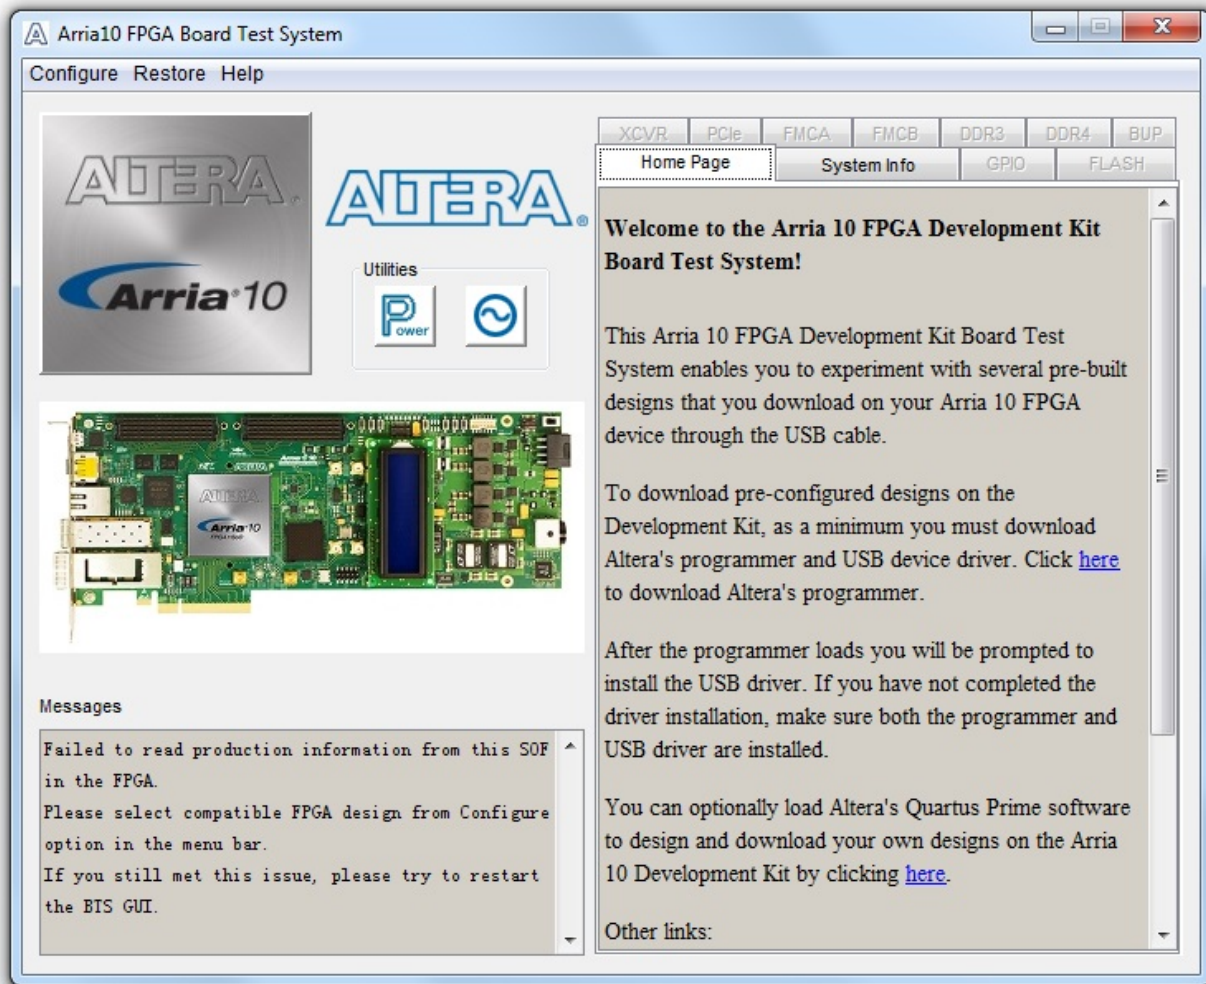 Arria10 FPGA Board Test System
Configure Restore Help
ALTERA.
Arria 10
ALTERA®
Utilities
Power
XCVR PCIe FMCA FMCB DDR3 DDR4 BUP
Home Page System Info GPIO FLASH
Welcome to the Arria 10 FPGA Development Kit
Board Test System!
This Arria 10 FPGA Development Kit Board Test
System enables you to experiment with several pre-built
designs that you download on your Arria 10 FPGA
device through the USB cable.
To download pre-configured designs on the
Development Kit, as a minimum you must download
Altera's programmer and USB device driver. Click here
to download Altera's programmer.
After the programmer loads you will be prompted to
install the USB driver. If you have not completed the
driver installation, make sure both the programmer and
USB driver are installed.
You can optionally load Altera's Quartus Prime software
to design and download your own designs on the Arria
10 Development Kit by clicking here.
Other links:
ALTERA
Arria 10
Messages
Failed to read production information from this SOF
in the FPGA.
Please select compatible FPGA design from Configure
option in the menu bar.
If you still met this issue, please try to restart
the BTS GUI.